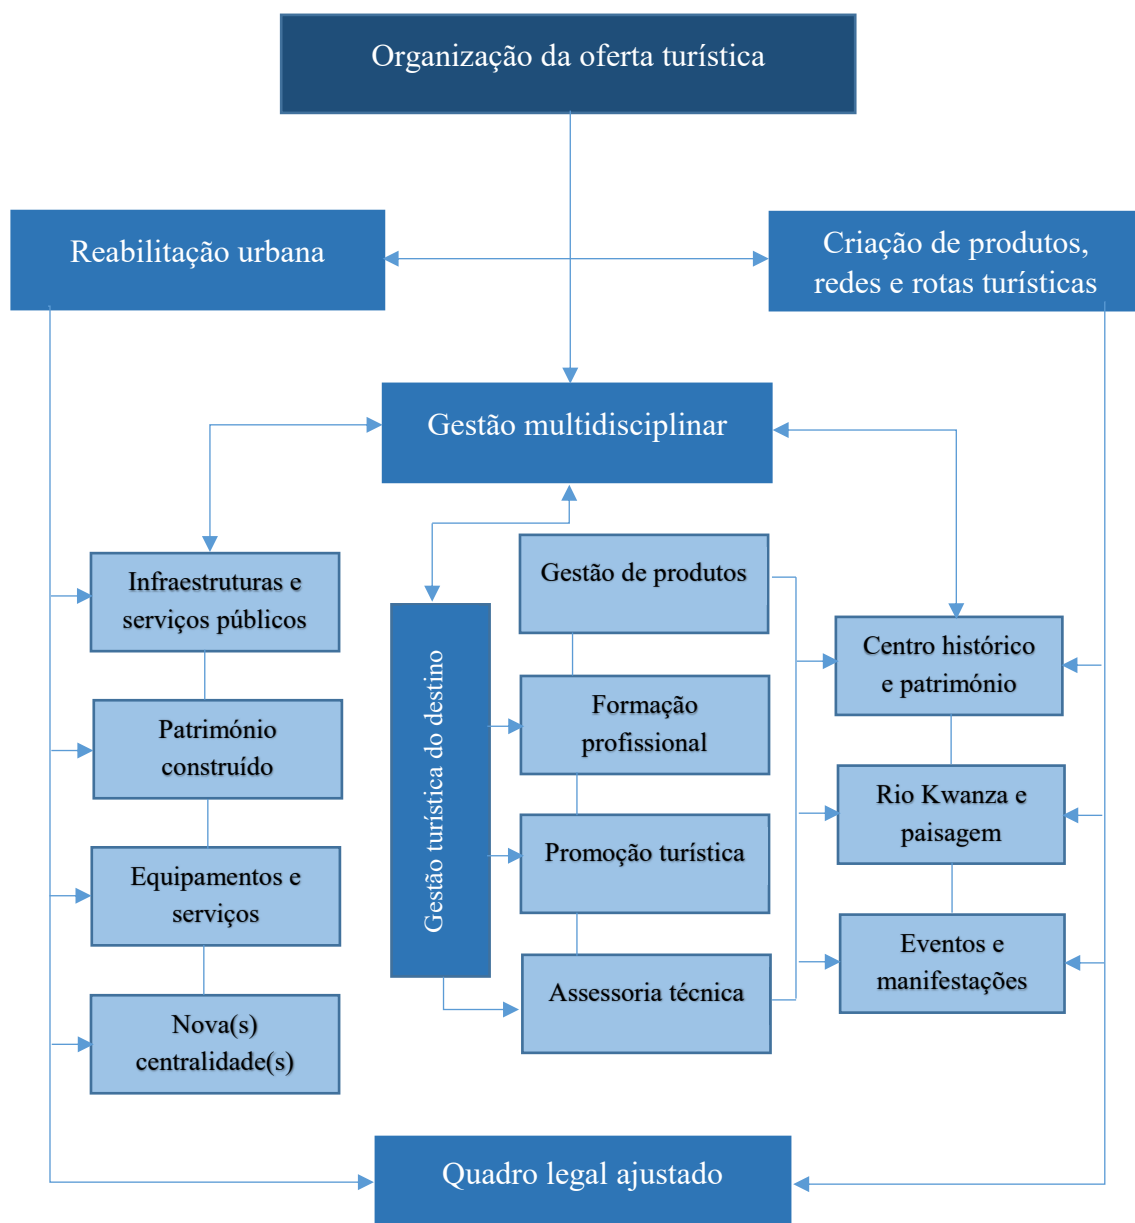 Organização da oferta turística
Reabilitação urbana
Criação de produtos,
redes e rotas turísticas
Gestão multidisciplinar
Infraestruturas e
serviços públicos
Património
construído
Equipamentos e
serviços
Nova(s)
centralidade(s)
Gestão turística do destino
Gestão de produtos
Formação
profissional
Promoção turística
Assessoria técnica
Centro histórico
e património
Rio Kwanza e
paisagem
Eventos e
manifestações
Quadro legal ajustado